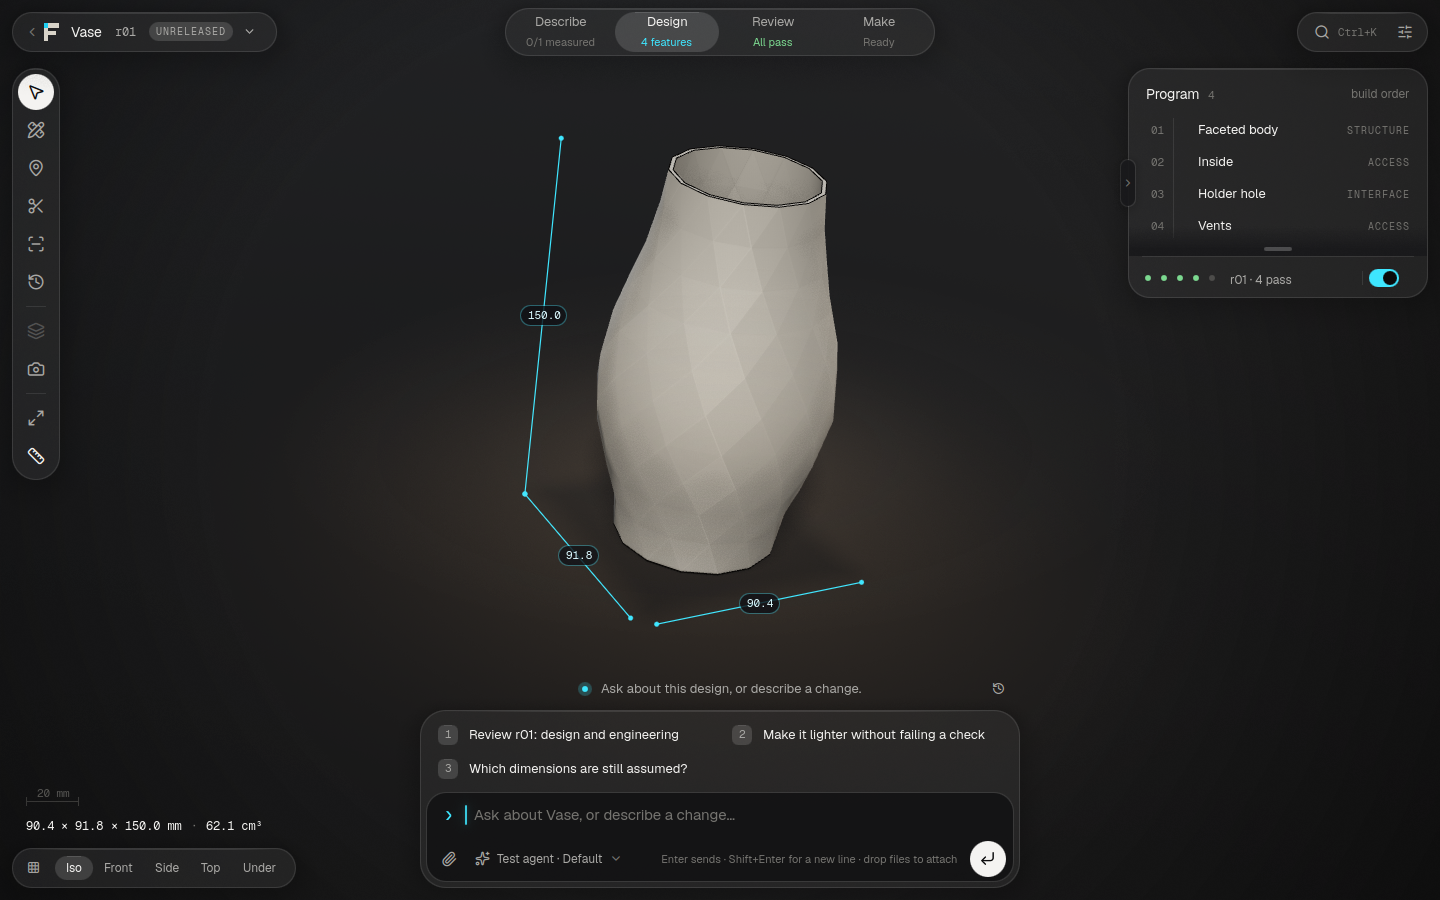 Vase r01 UNRELEASED
Describe
0/1 measured
Design
4 features
Review
All pass
Make
Ready
Ctrl+K
Program 4 build order
01 Faceted body STRUCTURE
02 Inside ACCESS
03 Holder hole INTERFACE
04 Vents ACCESS
r01 · 4 pass
150.0
91.8
90.4
Ask about this design, or describe a change.
1 Review r01: design and engineering
2 Make it lighter without failing a check
3 Which dimensions are still assumed?
Ask about Vase, or describe a change...
Test agent · Default
Enter sends · Shift+Enter for a new line · drop files to attach
20 mm
90.4 × 91.8 × 150.0 mm · 62.1 cm³
Iso Front Side Top Under